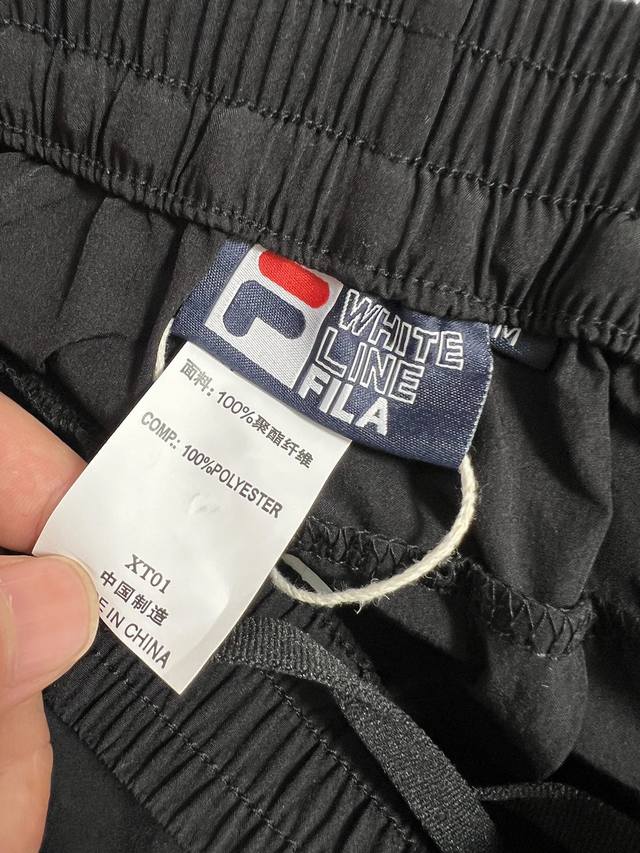 WHITE
LINE
FILA
M
面料: 100%聚酯纤维
COMP.: 100%POLYESTER
XT01
中国制造
E IN CHINA